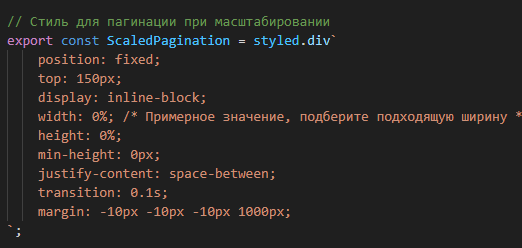 // Стиль для пагинации при масштабировании
export const ScaledPagination = styled.div`
position: fixed;
top: 150px;
display: inline-block;
width: 0%; /* Примерное значение, подберите подходящую ширину *
height: 0%;
min-height: 0px;
justify-content: space-between;
transition: 0.1s;
margin: -10px -10px -10px 1000px;
`;